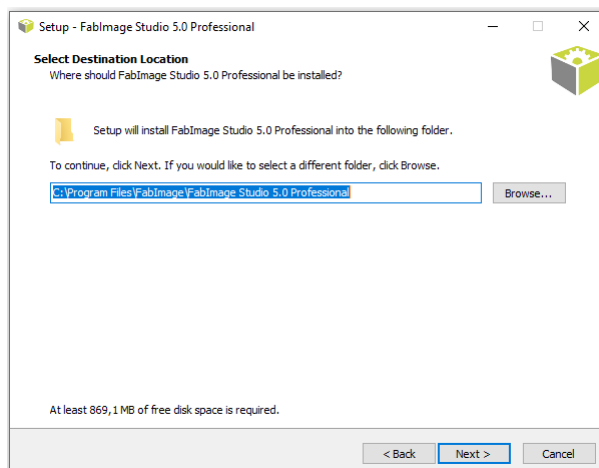 Setup - FabImage Studio 5.0 Professional
Select Destination Location
Where should FabImage Studio 5.0 Professional be installed?
Setup will install FabImage Studio 5.0 Professional into the following folder.
To continue, click Next. If you would like to select a different folder, click Browse.
C:\Program Files\FabImage\FabImage Studio 5.0 Professional
Browse...
At least 869,1 MB of free disk space is required.
< Back
Next >
Cancel